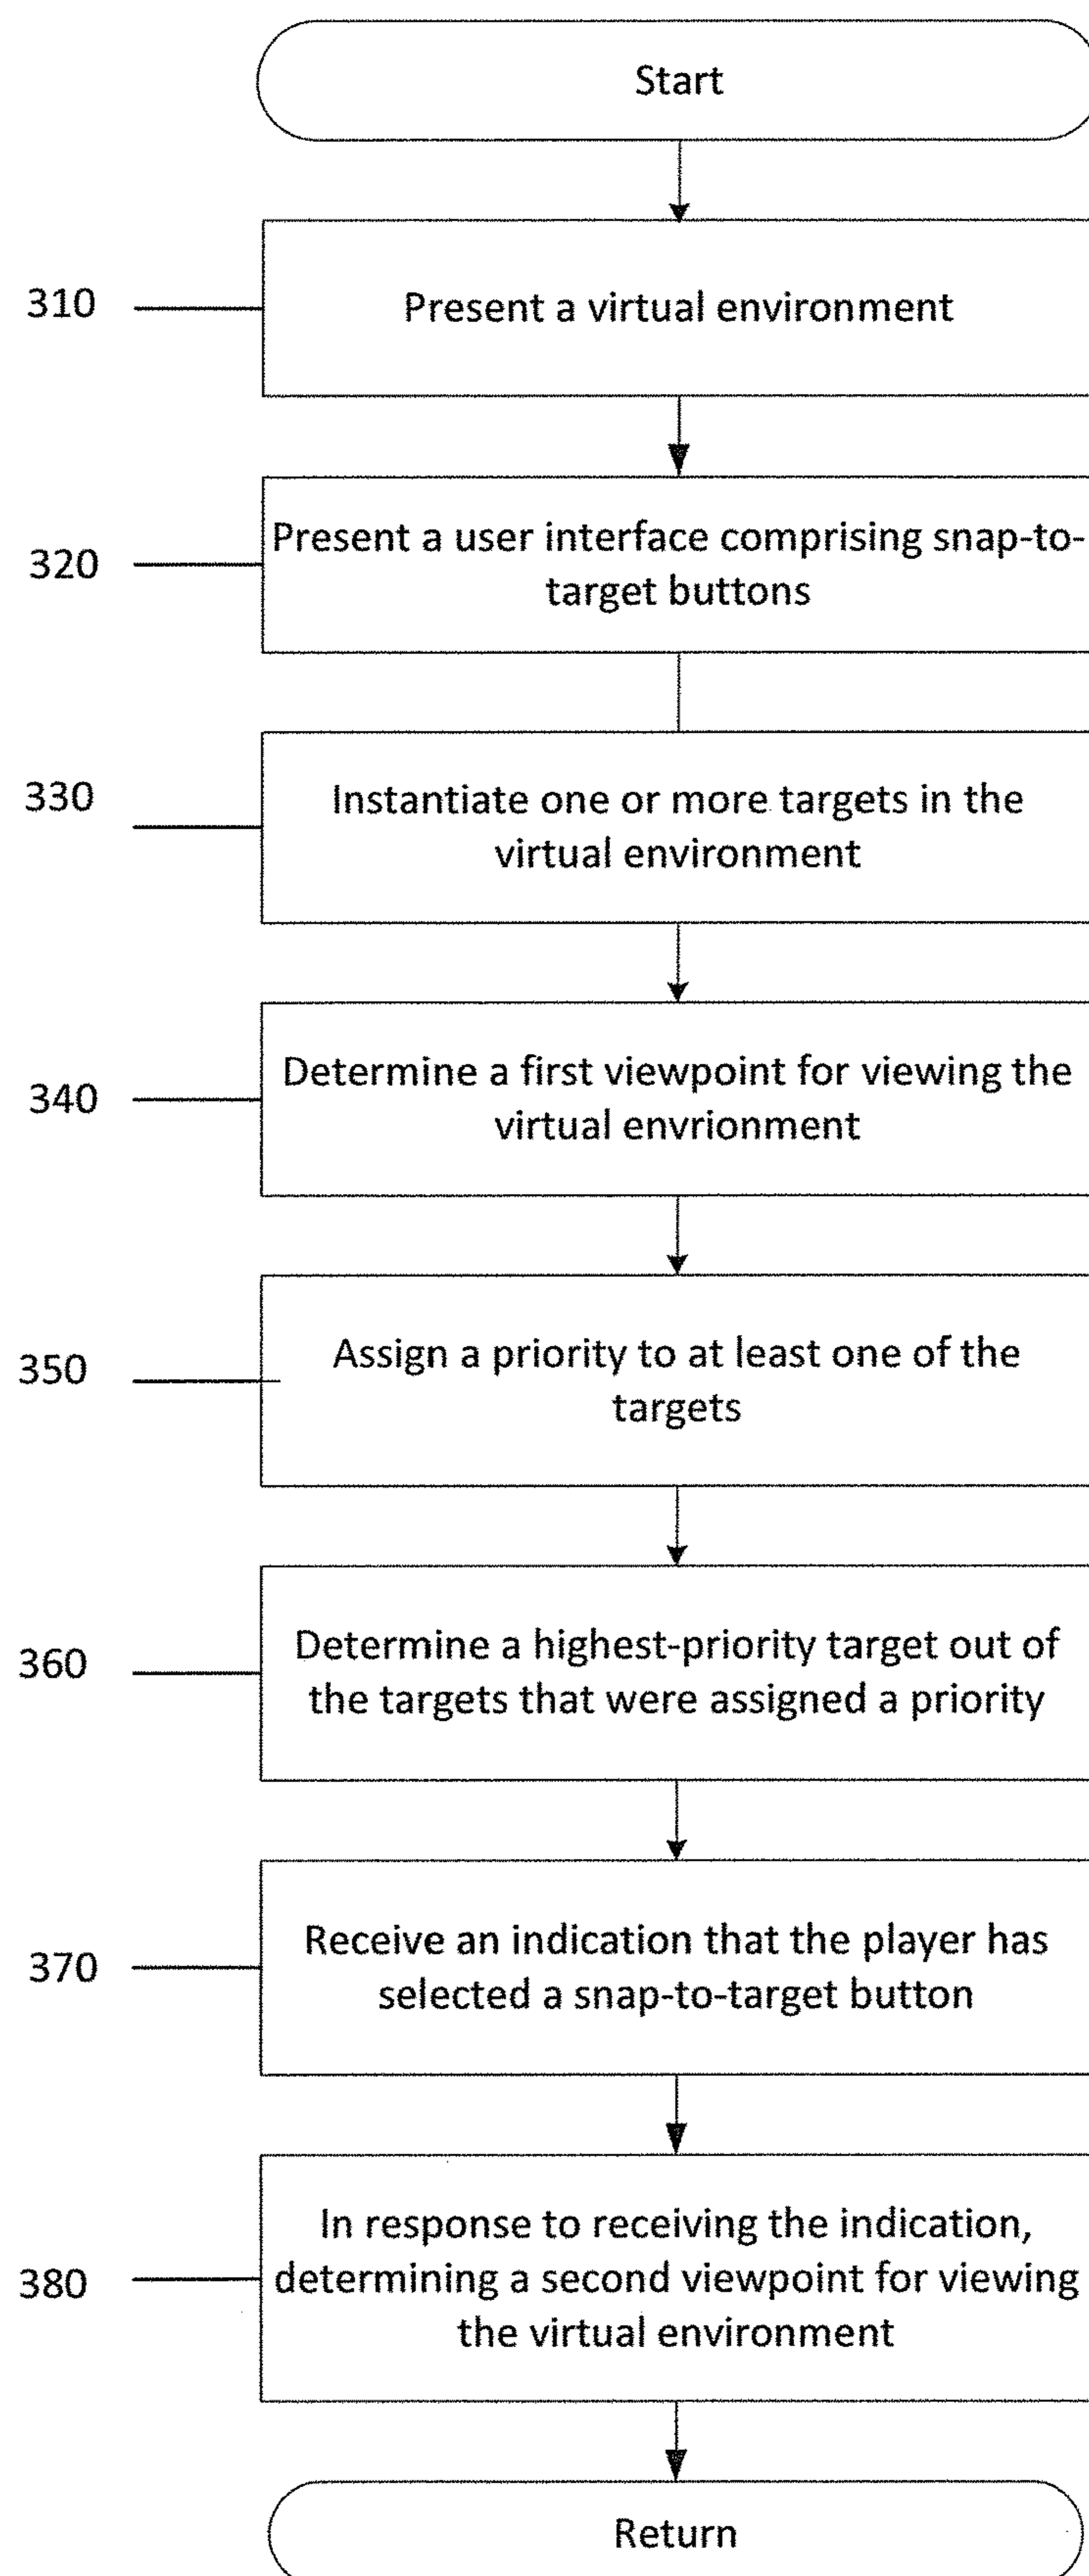 Start
310
Present a virtual environment
320
Present a user interface comprising snap-to-
target buttons
330
Instantiate one or more targets in the
virtual environment
340
Determine a first viewpoint for viewing the
virtual envrionment
350
Assign a priority to at least one of the
targets
360
Determine a highest-priority target out of
the targets that were assigned a priority
370
Receive an indication that the player has
selected a snap-to-target button
380
In response to receiving the indication,
determining a second viewpoint for viewing
the virtual environment
Return